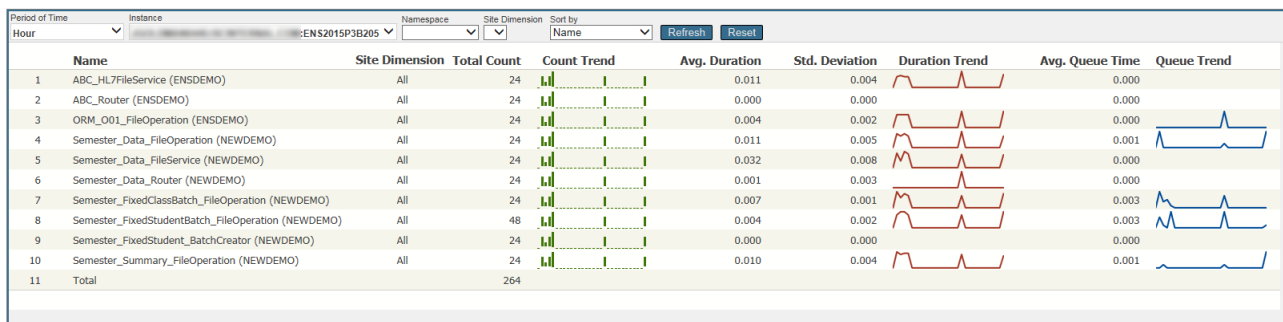 Period of Time Instance Namespace Site Dimension Sort by
Hour :ENS2015P3B205 Name Refresh Reset
Name Site Dimension Total Count Count Trend Avg. Duration Std. Deviation Duration Trend Avg. Queue Time Queue Trend
1 ABC_HL7FileService (ENSDEMO) All 24 0.011 0.004 0.000
2 ABC_Router (ENSDEMO) All 24 0.000 0.000 0.000
3 ORM_O01_FileOperation (ENSDEMO) All 24 0.004 0.002 0.000
4 Semester_Data_FileOperation (NEWDEMO) All 24 0.011 0.005 0.001
5 Semester_Data_FileService (NEWDEMO) All 24 0.032 0.008 0.000
6 Semester_Data_Router (NEWDEMO) All 24 0.001 0.003 0.000
7 Semester_FixedClassBatch_FileOperation (NEWDEMO) All 24 0.007 0.001 0.003
8 Semester_FixedStudentBatch_FileOperation (NEWDEMO) All 48 0.004 0.002 0.003
9 Semester_FixedStudent_BatchCreator (NEWDEMO) All 24 0.000 0.000 0.000
10 Semester_Summary_FileOperation (NEWDEMO) All 24 0.010 0.004 0.001
11 Total 264